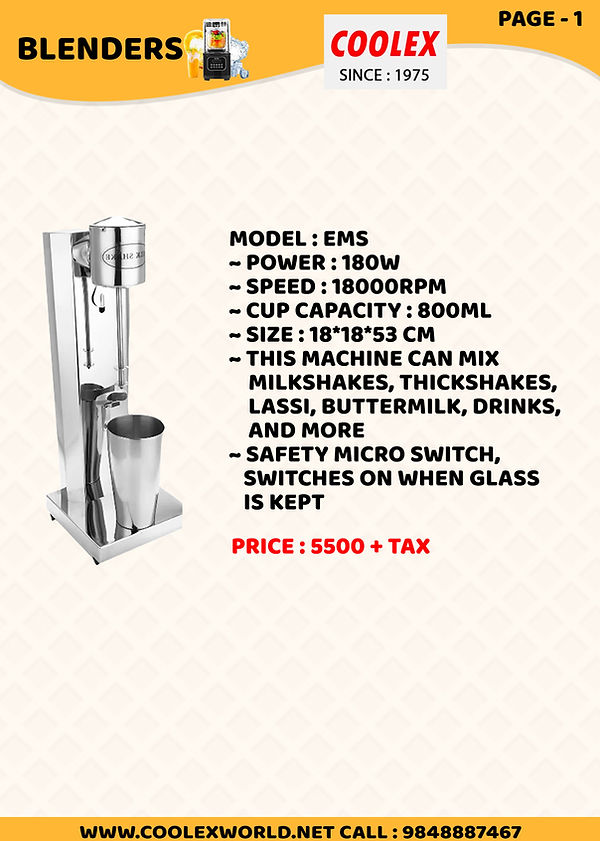 BLENDERS
COOLEX
SINCE : 1975
PAGE - 1
MILK SHAKE
MODEL : EMS
~ POWER : 180W
~ SPEED : 18000RPM
~ CUP CAPACITY : 800ML
~ SIZE : 18*18*53 CM
~ THIS MACHINE CAN MIX
MILKSHAKES, THICKSHAKES,
LASSI, BUTTERMILK, DRINKS,
AND MORE
~ SAFETY MICRO SWITCH,
SWITCHES ON WHEN GLASS
IS KEPT
PRICE : 5500 + TAX
WWW.COOLEXWORLD.NET CALL : 9848887467